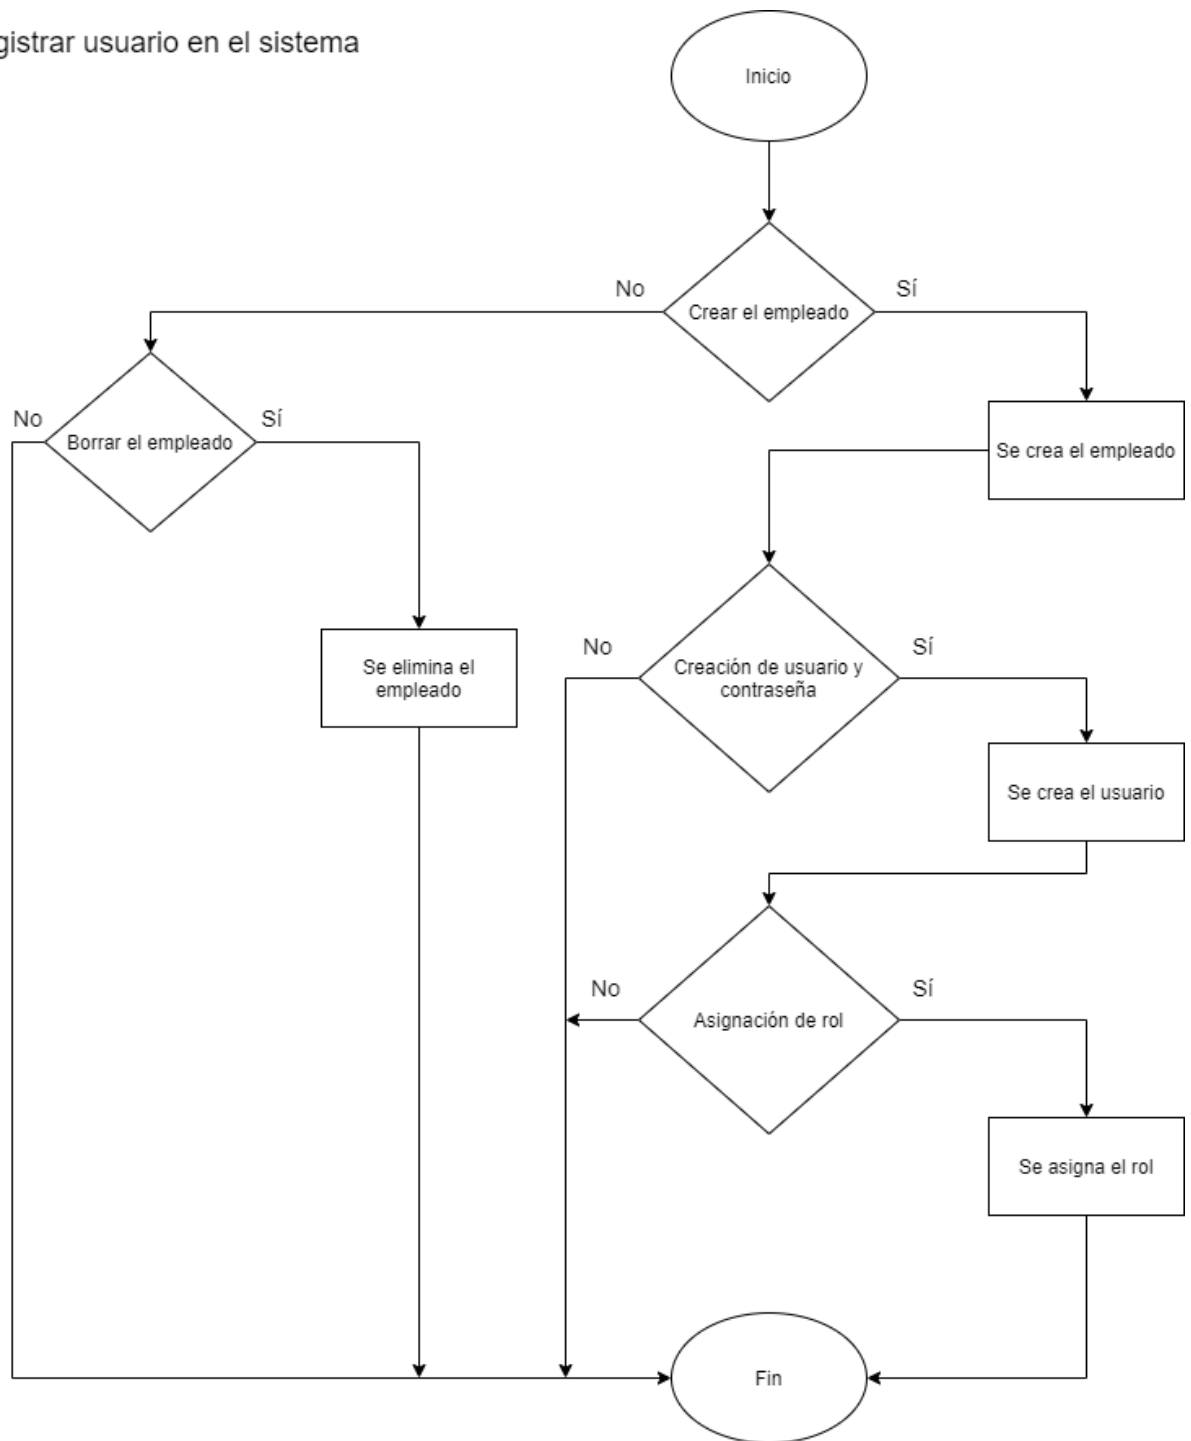 gistrar usuario en el sistema
Inicio
No
Sí
Crear el empleado
No
Sí
Borrar el empleado
Se crea el empleado
No
Sí
Se elimina el
empleado
Creación de usuario y
contraseña
Se crea el usuario
No
Sí
Asignación de rol
Se asigna el rol
Fin